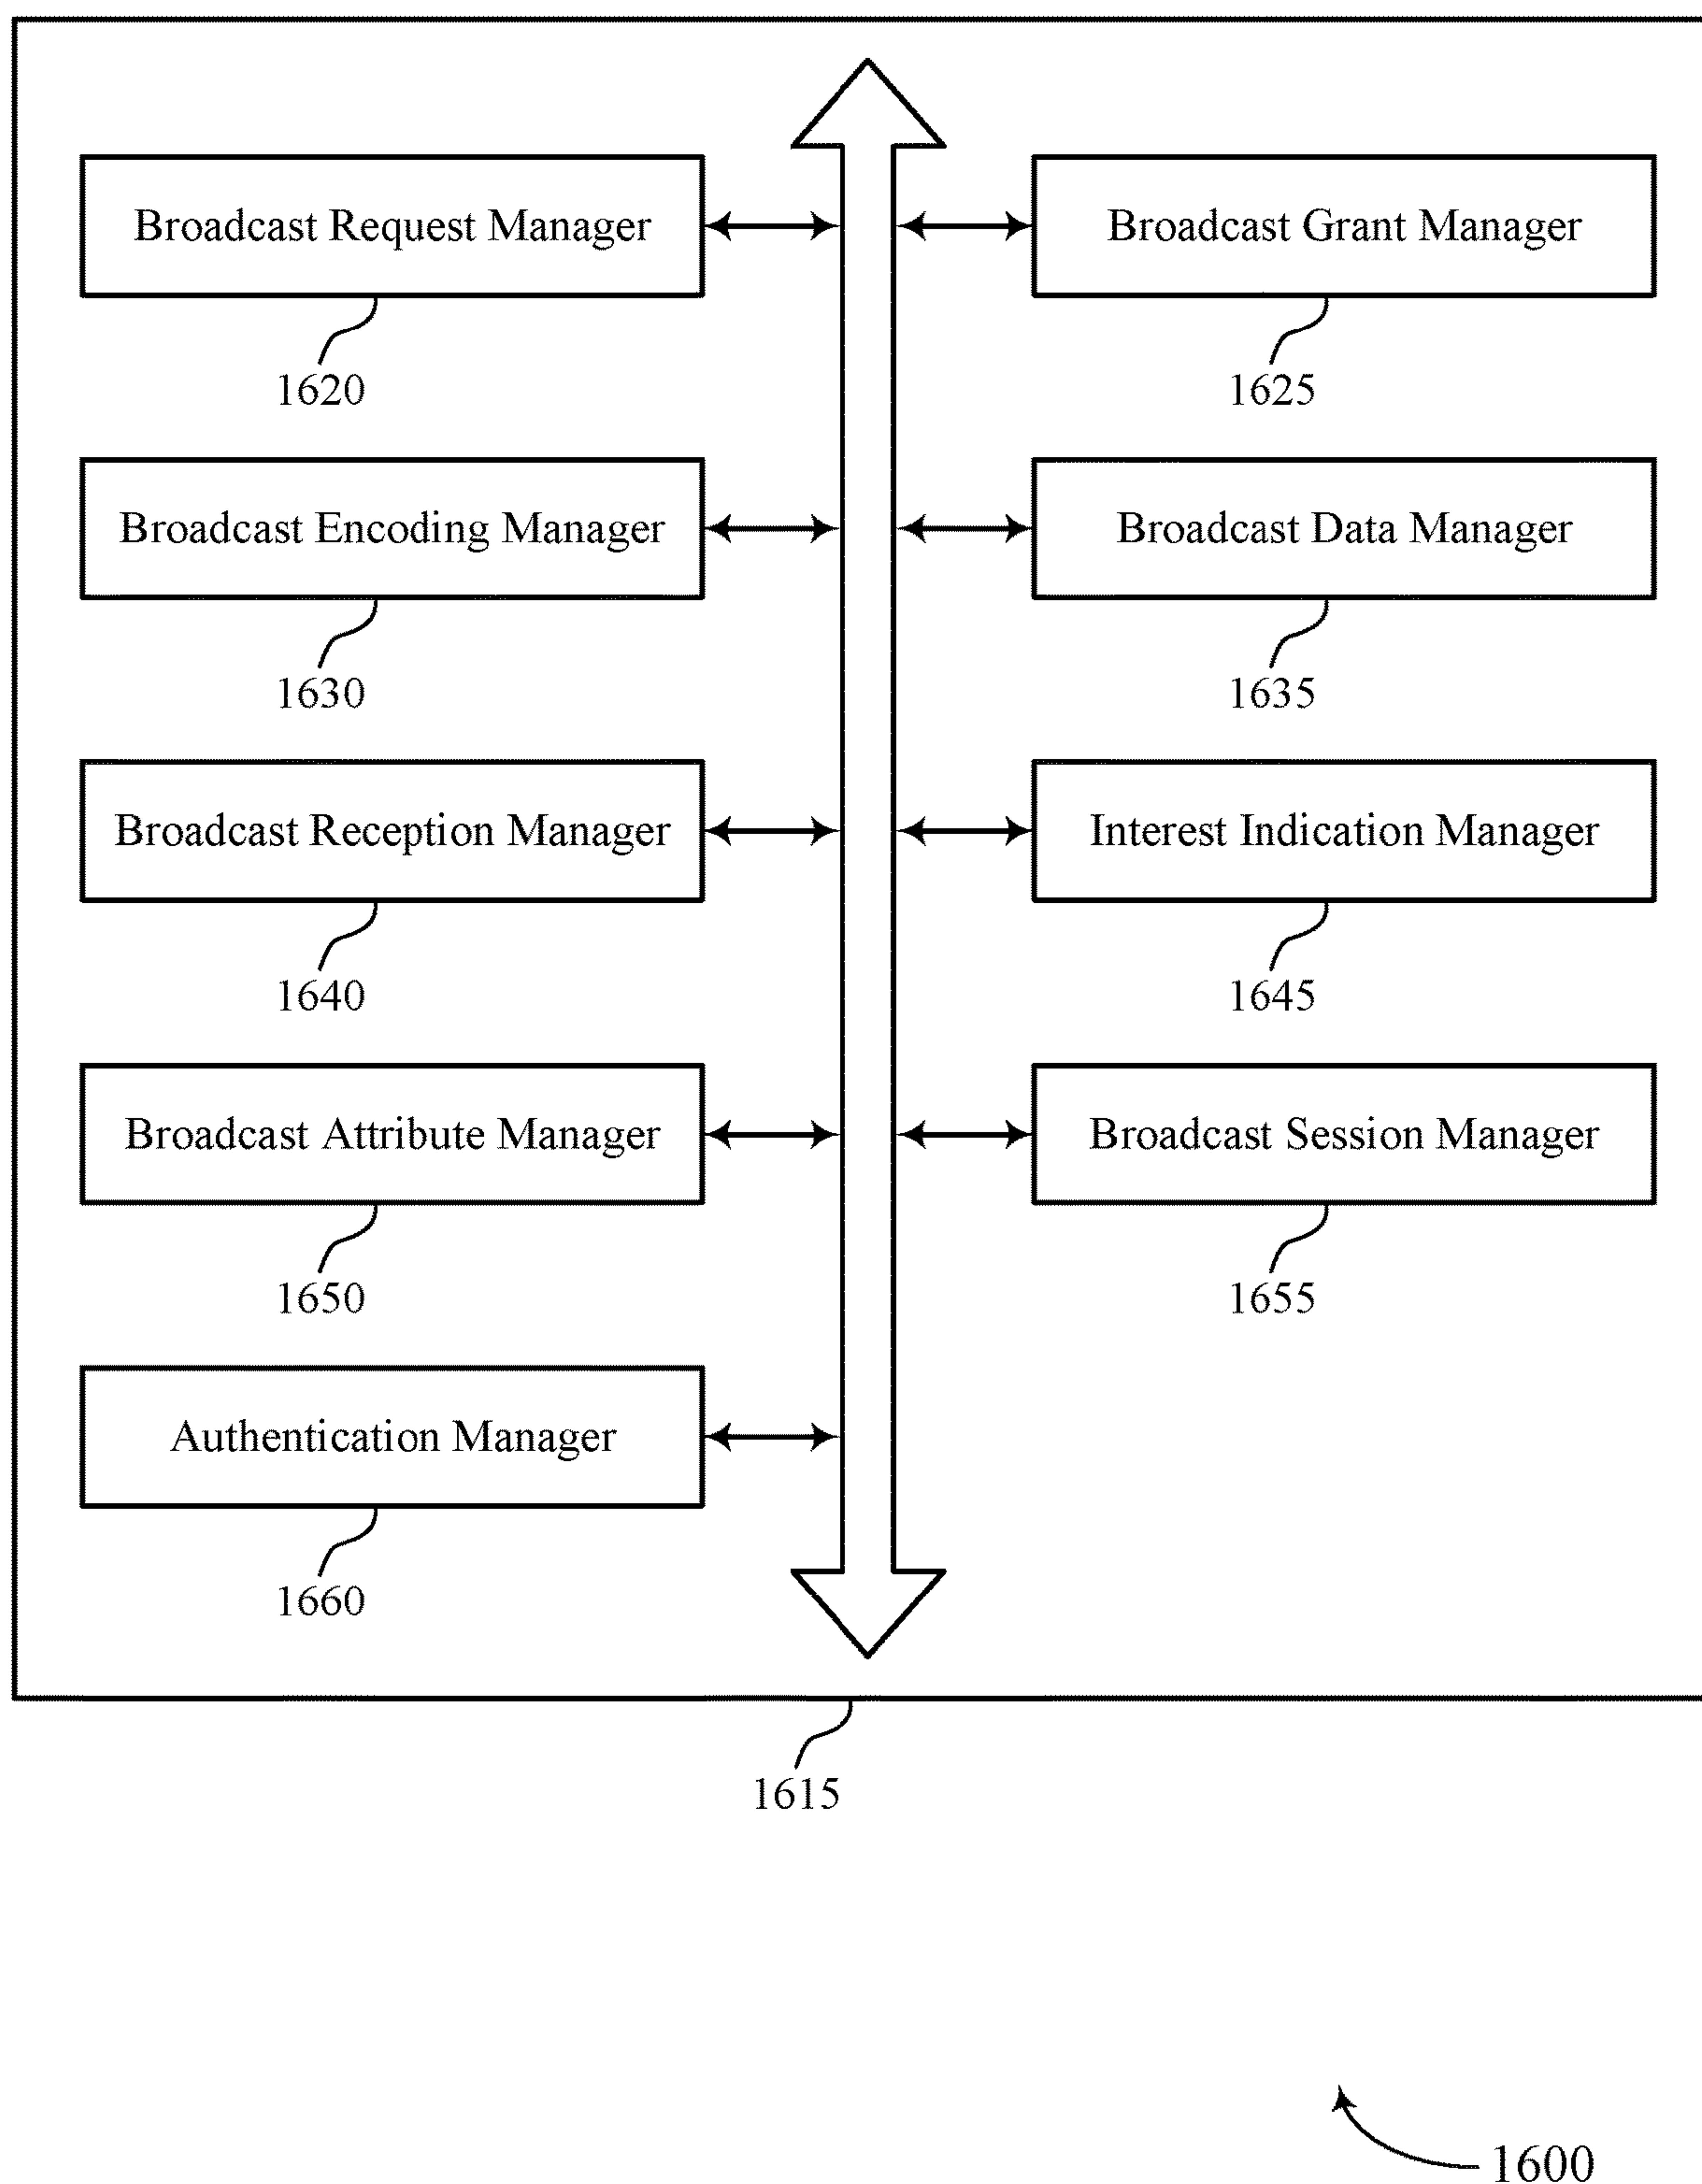 Broadcast Request Manager
Broadcast Grant Manager
1620
1625
Broadcast Encoding Manager
Broadcast Data Manager
1630
1635
Broadcast Reception Manager
Interest Indication Manager
1640
1645
Broadcast Attribute Manager
Broadcast Session Manager
1650
1655
Authentication Manager
1660
1615
1600